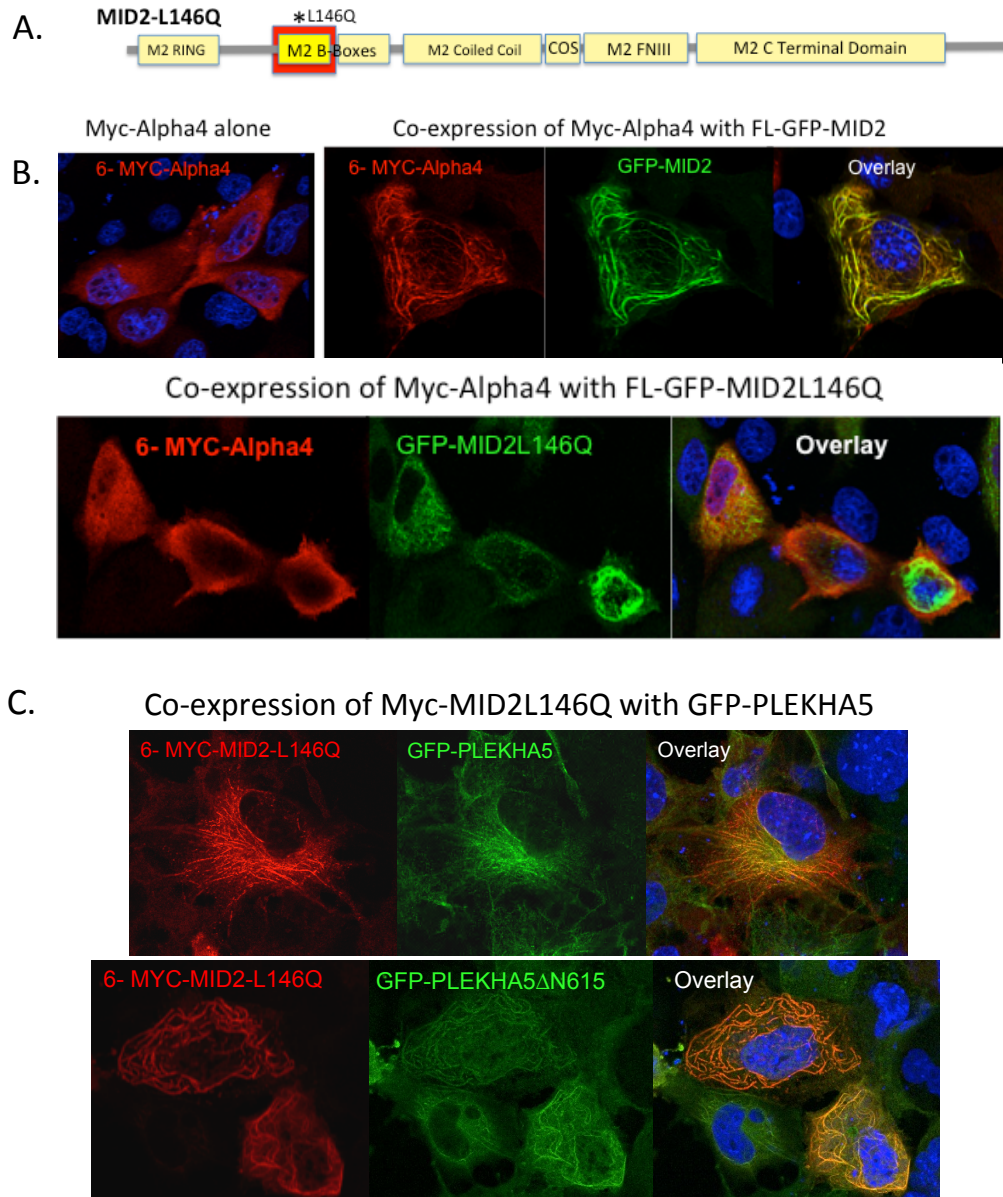 A.
MID2-L146Q
*L146Q
M2 RING
M2 B-Boxes
M2 Coiled Coil
COS
M2 FNIII
M2 C Terminal Domain
B.
Myc-Alpha4 alone
Co-expression of Myc-Alpha4 with FL-GFP-MID2
6- MYC-Alpha4
6- MYC-Alpha4
GFP-MID2
Overlay
Co-expression of Myc-Alpha4 with FL-GFP-MID2L146Q
6- MYC-Alpha4
GFP-MID2L146Q
Overlay
C.
Co-expression of Myc-MID2L146Q with GFP-PLEKHA5
6- MYC-MID2-L146Q
GFP-PLEKHA5
Overlay
6- MYC-MID2-L146Q
GFP-PLEKHA5ΔN615
Overlay